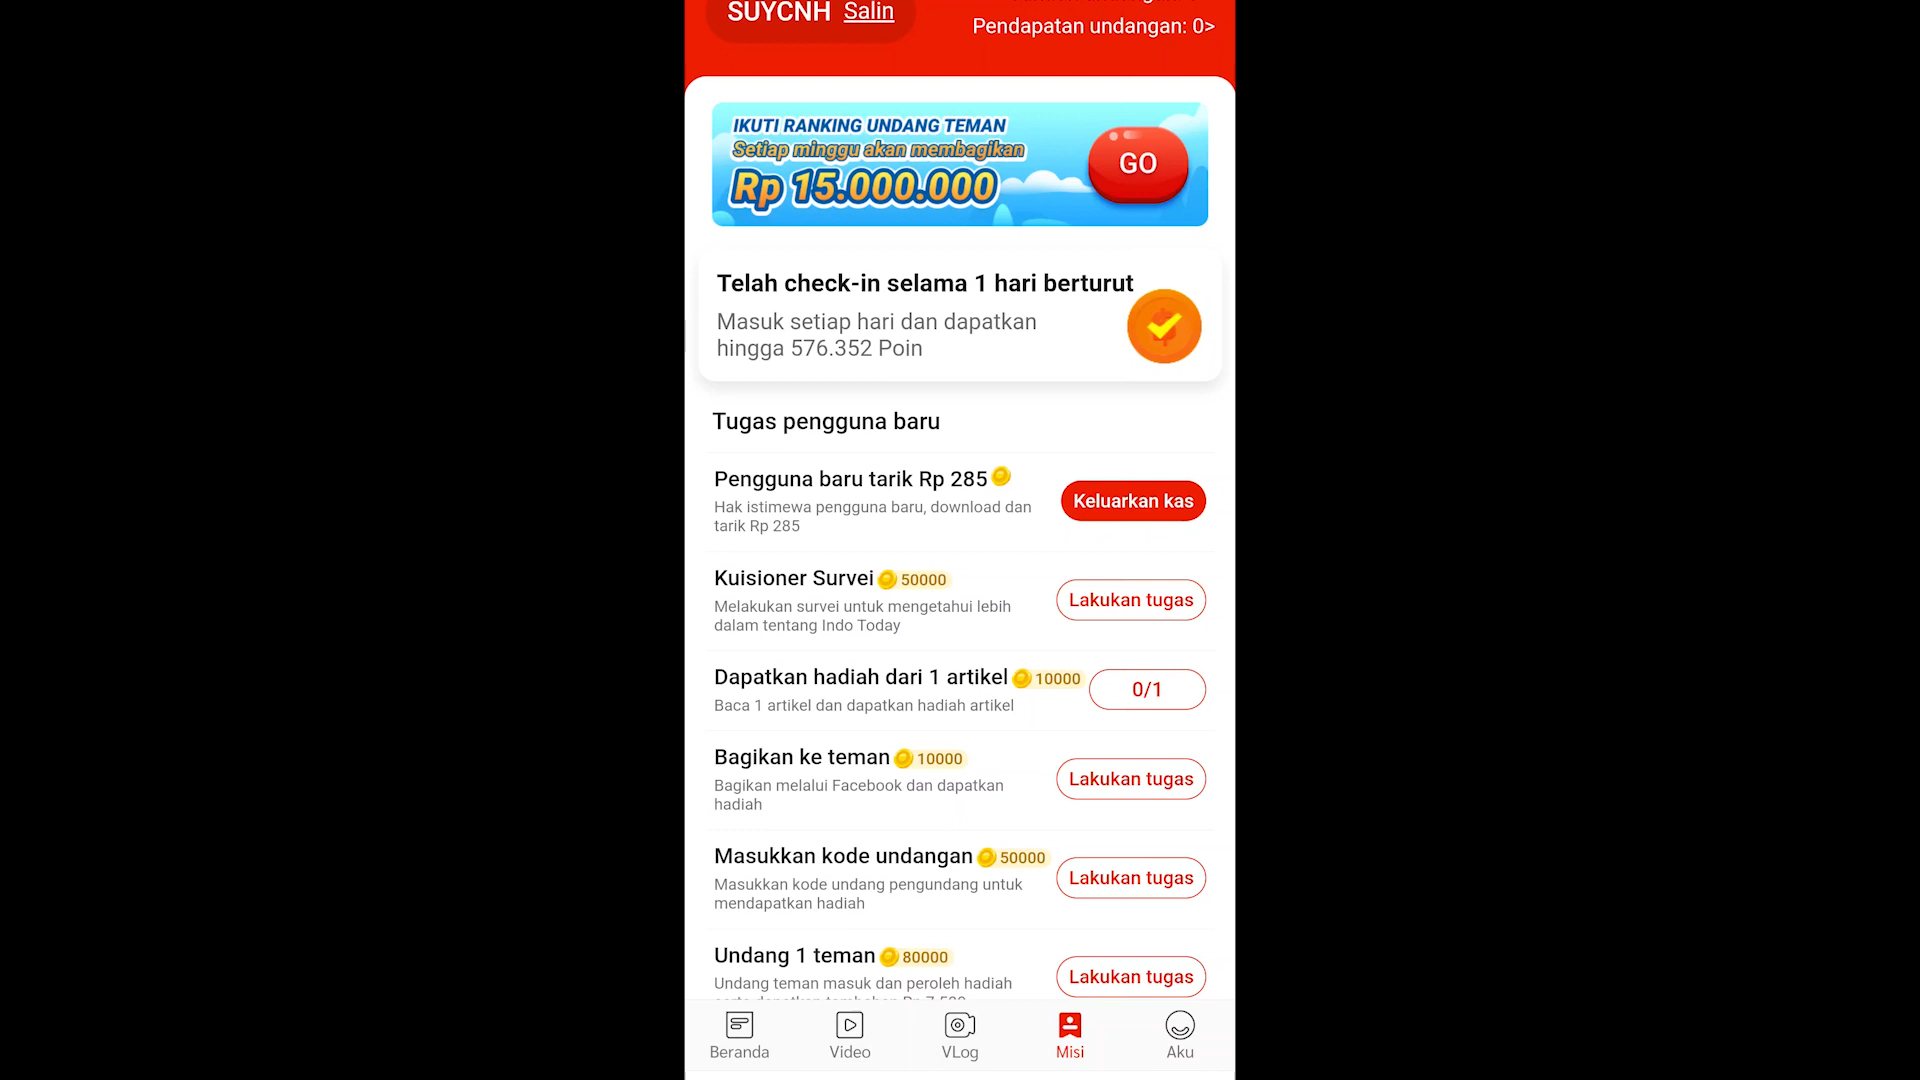 SUYCNH Salin
Pendapatan undangan: 0>
IKUTI RANKING UNDANG TEMAN
Setiap minggu akan membagikan
Rp 15.000.000
GO
Telah check-in selama 1 hari berturut
Masuk setiap hari dan dapatkan
hingga 576.352 Poin
Tugas pengguna baru
Pengguna baru tarik Rp 285
Hak istimewa pengguna baru, download dan
tarik Rp 285
Keluarkan kas
Kuisioner Survei 50000
Melakukan survei untuk mengetahui lebih
dalam tentang Indo Today
Lakukan tugas
Dapatkan hadiah dari 1 artikel 10000
Baca 1 artikel dan dapatkan hadiah artikel
0/1
Bagikan ke teman 10000
Bagikan melalui Facebook dan dapatkan
hadiah
Lakukan tugas
Masukkan kode undangan 50000
Masukkan kode undang pengundang untuk
mendapatkan hadiah
Lakukan tugas
Undang 1 teman 80000
Undang teman masuk dan peroleh hadiah
Lakukan tugas
Beranda
Video
VLog
Misi
Aku